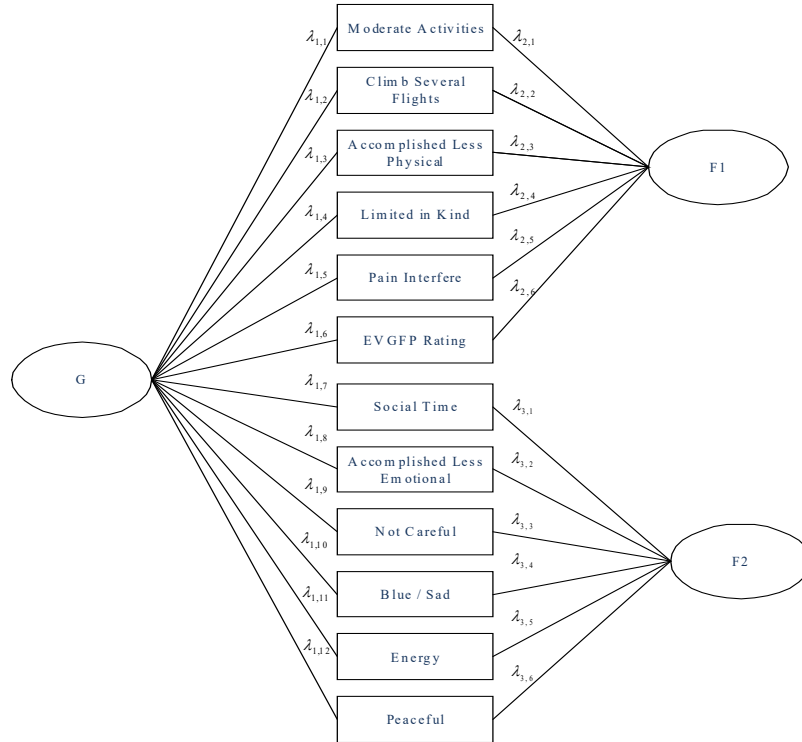 Moderate Activities
λ1,1
λ2,1
Climb Several
Flights
λ1,2
λ2,2
Accomplished Less
Physical
λ1,3
λ2,3
F1
Limited in Kind
λ1,4
λ2,4
Pain Interfere
λ1,5
λ2,5
EVGFP Rating
λ1,6
λ2,6
G
Social Time
λ1,7
λ3,1
Accomplished Less
Emotional
λ1,8
λ3,2
Not Careful
λ1,9
λ3,3
F2
Blue / Sad
λ1,10
λ3,4
Energy
λ1,11
λ3,5
Peaceful
λ1,12
λ3,6